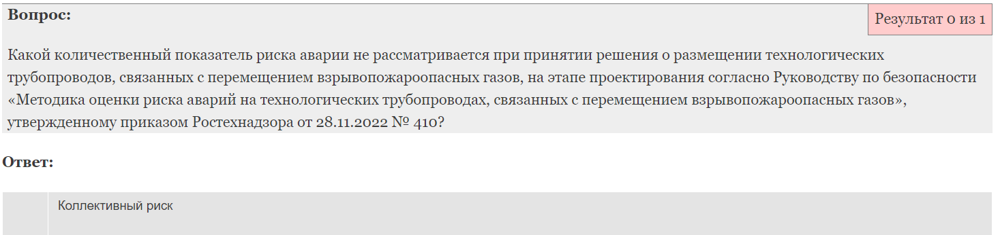 Вопрос:
Результат 0 из 1
Какой количественный показатель риска аварии не рассматривается при принятии решения о размещении технологических
трубопроводов, связанных с перемещением взрывопожароопасных газов, на этапе проектирования согласно Руководству по безопасности
«Методика оценки риска аварий на технологических трубопроводах, связанных с перемещением взрывопожароопасных газов»,
утвержденному приказом Ростехнадзора от 28.11.2022 № 410?
Ответ:
Коллективный риск